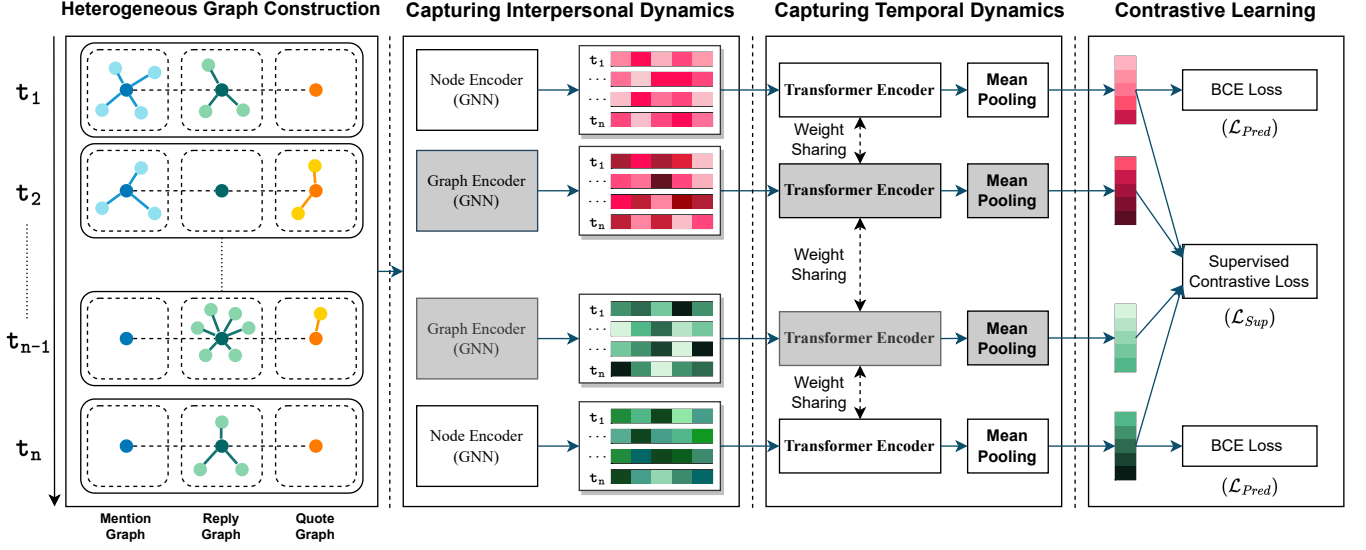 Heterogeneous Graph Construction
Capturing Interpersonal Dynamics
Capturing Temporal Dynamics
Contrastive Learning
t1
t2
tn-1
tn
Mention
Graph
Reply
Graph
Quote
Graph
Node Encoder
(GNN)
t1
...
...
tn
Graph Encoder
(GNN)
t1
...
...
tn
Graph Encoder
(GNN)
t1
...
...
tn
Node Encoder
(GNN)
t1
...
...
tn
Transformer Encoder
Mean
Pooling
Weight
Sharing
Transformer Encoder
Mean
Pooling
Weight
Sharing
Transformer Encoder
Mean
Pooling
Weight
Sharing
Transformer Encoder
Mean
Pooling
BCE Loss
(ℒPred)
Supervised
Contrastive Loss
(ℒSup)
BCE Loss
(ℒPred)